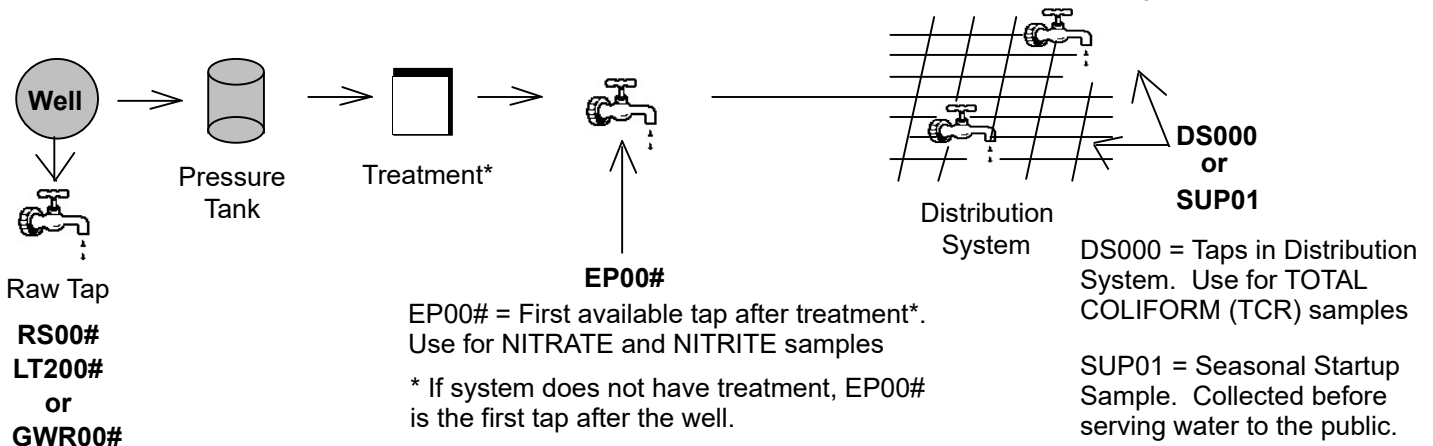 Well
Pressure
Tank
Treatment*
Raw Tap
RS00#
LT200#
or
GWR00#
EP00#
EP00# = First available tap after treatment*.
Use for NITRATE and NITRITE samples
* If system does not have treatment, EP00#
is the first tap after the well.
Distribution
System
DS000
or
SUP01
DS000 = Taps in Distribution
System.  Use for TOTAL
COLIFORM (TCR) samples
SUP01 = Seasonal Startup
Sample.  Collected before
serving water to the public.